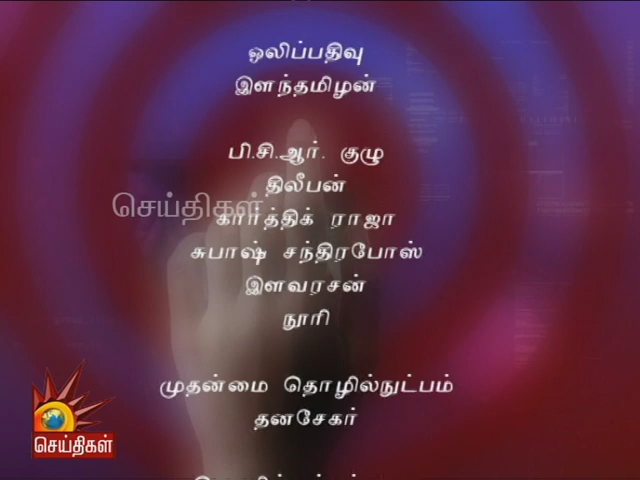 ஒலிப்பதிவு
இளந்தமிழன்
பி.சி.ஆர். குழு
திலீபன்
செய்திகள்
கார்த்திக் ராஜா
சுபாஷ் சந்திரபோஸ்
இளவரசன்
நூரி
முதன்மை தொழில்நுட்பம்
தனசேகர்
செய்திகள்